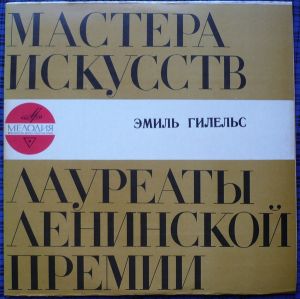 МАСТЕРА
ИСКУССТВ
МЕЛОДИЯ
ЭМИЛЬ ГИЛЕЛЬС
ЛАУРЕАТЫ
ЛЕНИНСКОЙ
ПРЕМИИ